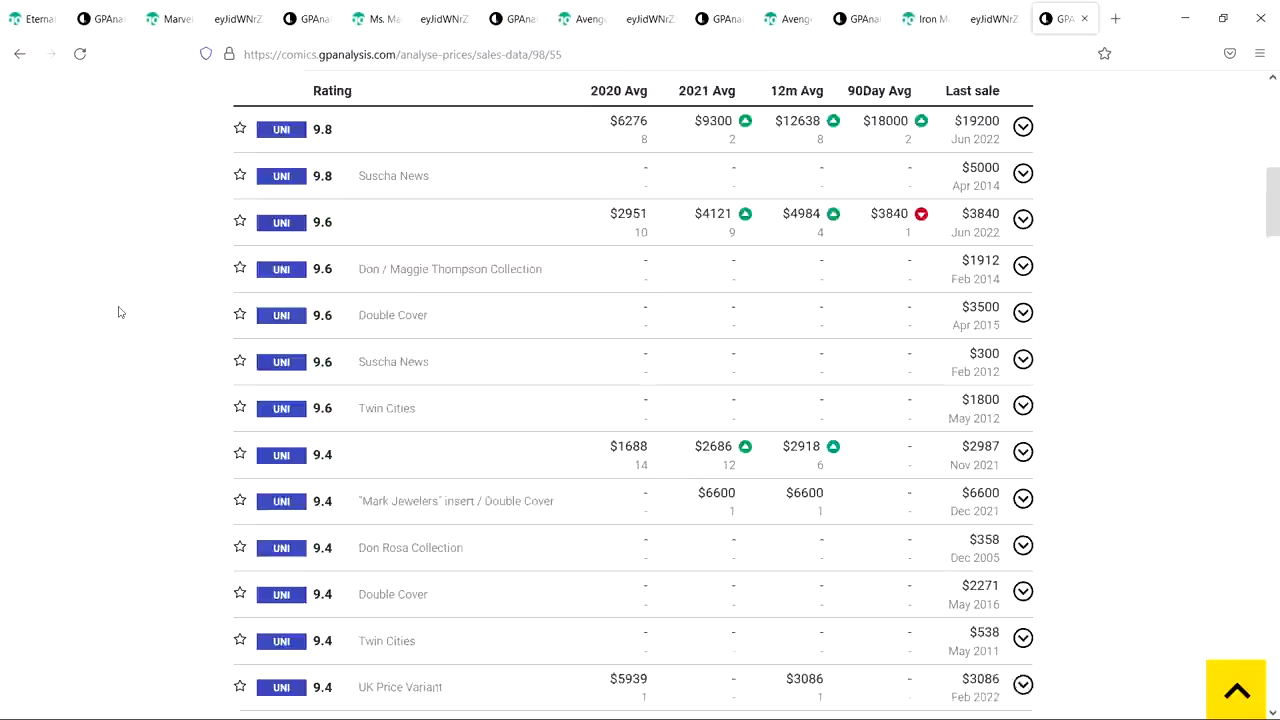 Eterna GPAnal Marvel eyJidWNrZ GPAnal Ms. Ma eyJidWNrZ GPAnal Aveng eyJidWNrZ GPAnal Aveng GPAnal Iron M eyJidWNrZ GPA
https://comics.gpanalysis.com/analyse-prices/sales-data/98/55
Rating 2020 Avg 2021 Avg 12m Avg 90Day Avg Last sale
UNI 9.8 $6276 $9300 $12638 $18000 $19200
8 2 8 2 Jun 2022
UNI 9.8 Suscha News - - - - $5000
- - - - Apr 2014
UNI 9.6 $2951 $4121 $4984 $3840 $3840
10 9 4 1 Jun 2022
UNI 9.6 Don / Maggie Thompson Collection - - - - $1912
- - - - Feb 2014
UNI 9.6 Double Cover - - - - $3500
- - - - Apr 2015
UNI 9.6 Suscha News - - - - $300
- - - - Feb 2012
UNI 9.6 Twin Cities - - - - $1800
- - - - May 2012
UNI 9.4 $1688 $2686 $2918 - $2987
14 12 6 - Nov 2021
UNI 9.4 "Mark Jewelers" insert / Double Cover - $6600 $6600 - $6600
- 1 1 - Dec 2021
UNI 9.4 Don Rosa Collection - - - - $358
- - - - Dec 2005
UNI 9.4 Double Cover - - - - $2271
- - - - May 2016
UNI 9.4 Twin Cities - - - - $538
- - - - May 2011
UNI 9.4 UK Price Variant $5939 - $3086 - $3086
1 - 1 - Feb 2022